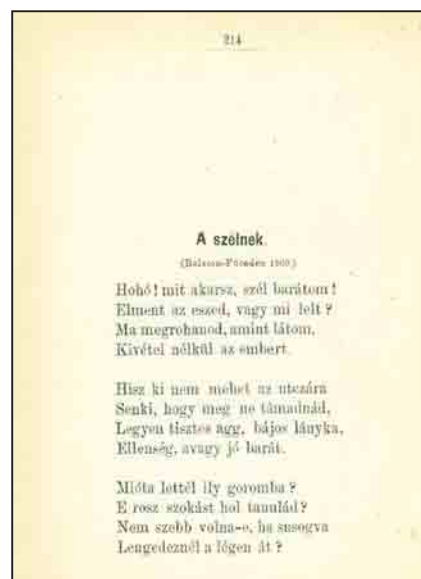 214
A szélnek.
(Balaton-Füreden
Hohó! mit akarsz, szél barátom!
Elment az eszed, vagy mi lelt?
Ma megrohanod, amint látom,
Kivétel nélkül az embert.
Hisz ki nem mehet az utczára
Senki, hogy meg ne támadnád,
Legyen tisztes agg, bájos lányka,
Ellenség, avagy jó barát.
Mióta lettél ily goromba?
E rosz szokást hol tanulád?
Nem szebb volna-e, ha susogva
Lengedeznél a légen át?